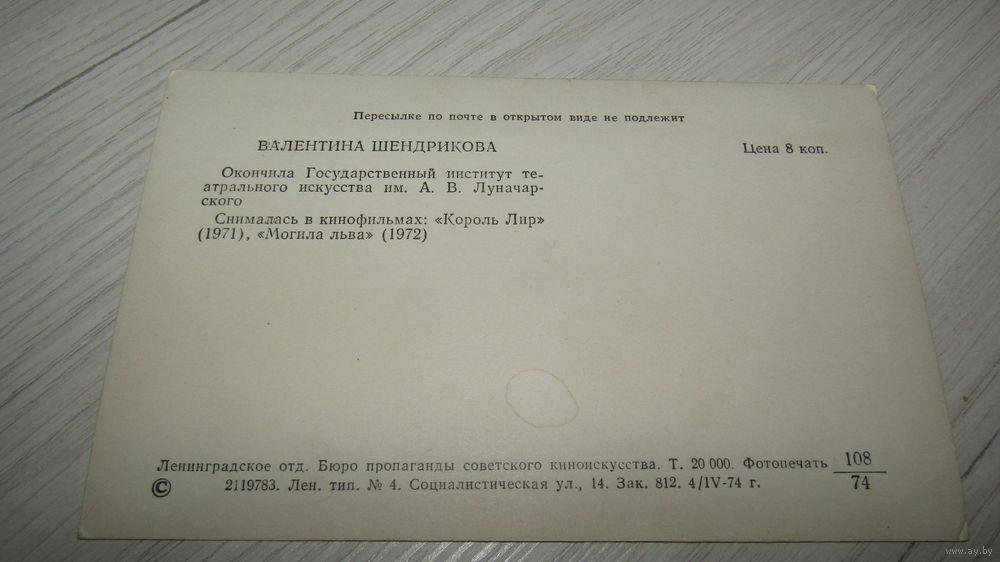 Пересылке по почте в открытом виде не подлежит
ВАЛЕНТИНА ШЕНДРИКОВА
Цена 8 коп.
Окончила Государственный институт те-
атрального искусства им. А. В. Луначар-
ского
Снималась в кинофильмах: «Король Лир»
(1971), «Могила льва» (1972)
Ленинградское отд. Бюро пропаганды советского киноискусства. Т. 20 000. Фотопечать 108
© 2119783. Лен. тип. № 4. Социалистическая ул., 14. Зак. 812. 4/IV-74 г. 74
www.ay.by